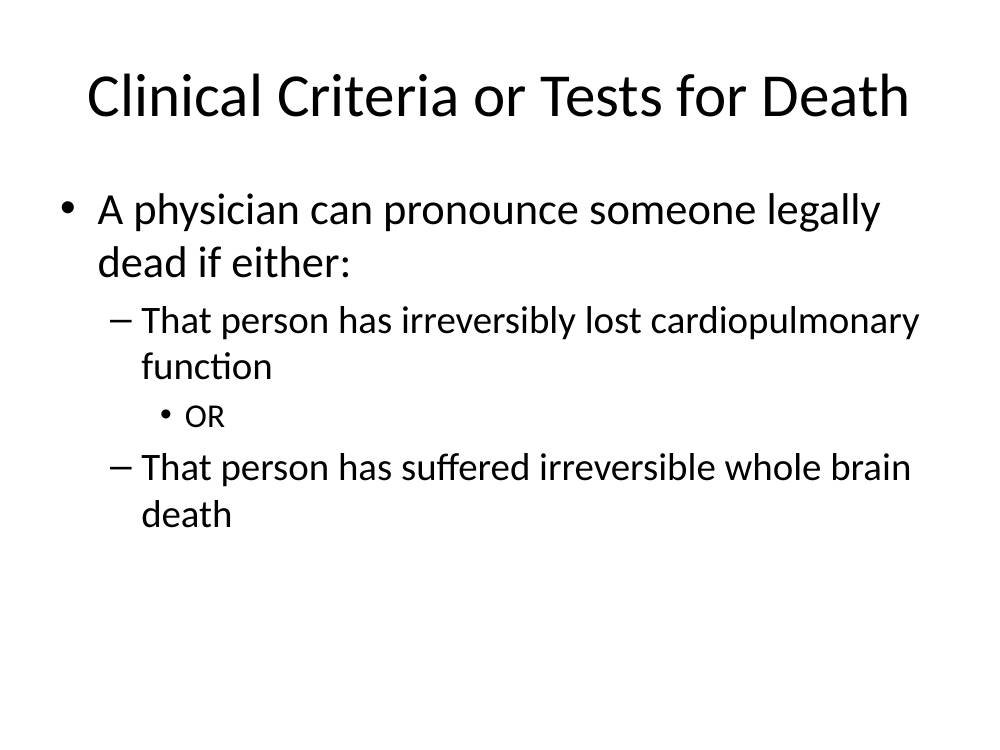 Clinical Criteria or Tests for Death
• A physician can pronounce someone legally
dead if either:
– That person has irreversibly lost cardiopulmonary
function
• OR
– That person has suffered irreversible whole brain
death